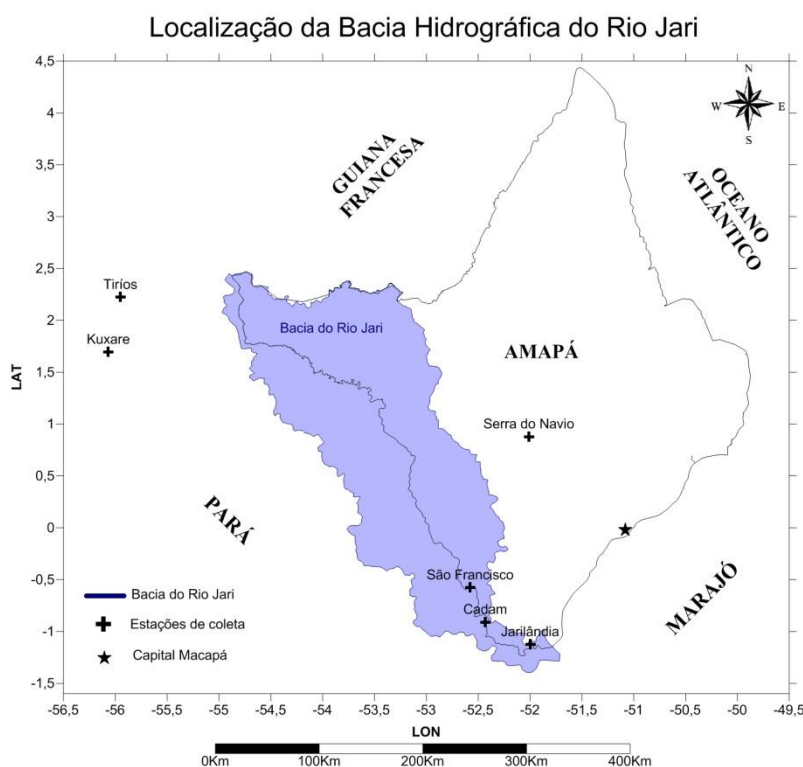 Localização da Bacia Hidrográfica do Rio Jari
4,5
4
3,5
3
2,5
2
1,5
1
0,5
0
-0,5
-1
-1,5
LAT
N
W
E
S
GUIANA
FRANCESA
OCEANO
ATLÂNTICO
Tiríos
Kuxare
Bacia do Rio Jari
AMAPÁ
Serra do Navio
PARÁ
São Francisco
Cadam
Jarilândia
MARAJÓ
Bacia do Rio Jari
Estações de coleta
Capital Macapá
-56,5 -56 -55,5 -55 -54,5 -54 -53,5 -53 -52,5 -52 -51,5 -51 -50,5 -50 -49,5
LON
0Km 100Km 200Km 300Km 400Km